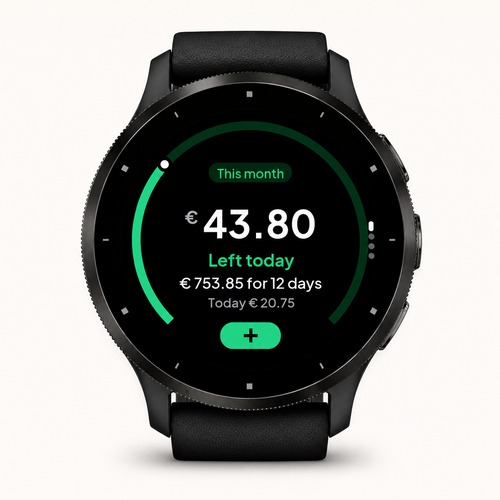 This month
€ 43.80
Left today
€ 753.85 for 12 days
Today € 20.75
+